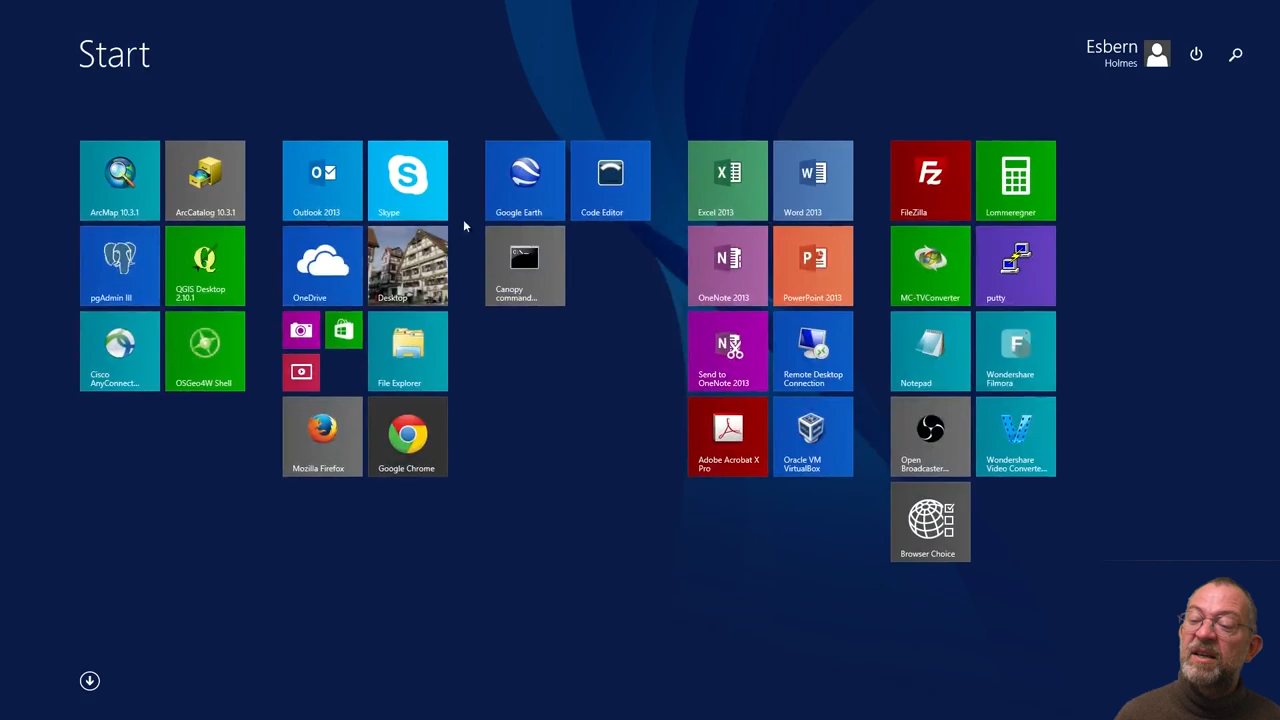 Start
Esbern
Holmes
ArcMap 10.3.1
ArcCatalog 10.3.1
Outlook 2013
Skype
Google Earth
Code Editor
Excel 2013
Word 2013
FileZilla
Lommeregner
pgAdmin III
QGIS Desktop
2.10.1
OneDrive
Desktop
Canopy
command...
OneNote 2013
PowerPoint 2013
MC-TVConverter
putty
Cisco
AnyConnect...
OSGeo4W Shell
File Explorer
Send to
OneNote 2013
Remote Desktop
Connection
Notepad
Wondershare
Filmora
Mozilla Firefox
Google Chrome
Adobe Acrobat X
Pro
Oracle VM
VirtualBox
Open
Broadcaster...
Wondershare
Video Converte...
Browser Choice